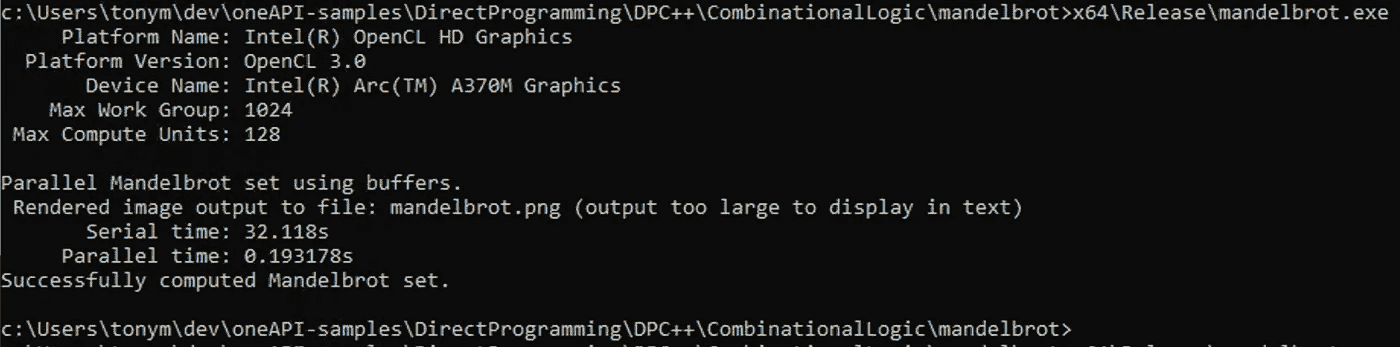 c:\Users\tonym\dev\oneAPI-samples\DirectProgramming\DPC++\CombinationalLogic\mandelbrot>x64\Release\mandelbrot.exe
Platform Name: Intel(R) OpenCL HD Graphics
Platform Version: OpenCL 3.0
Device Name: Intel(R) Arc(TM) A370M Graphics
Max Work Group: 1024
Max Compute Units: 128
Parallel Mandelbrot set using buffers.
Rendered image output to file: mandelbrot.png (output too large to display in text)
Serial time: 32.118s
Parallel time: 0.193178s
Successfully computed Mandelbrot set.
c:\Users\tonym\dev\oneAPI-samples\DirectProgramming\DPC++\CombinationalLogic\mandelbrot>